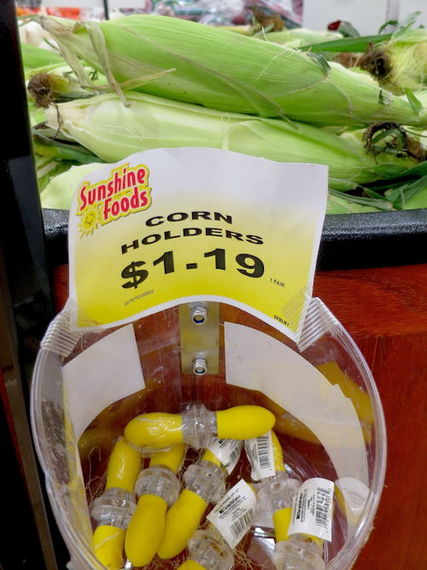 Sunshine
Foods
CORN
HOLDERS
$1.19
1 PAIR